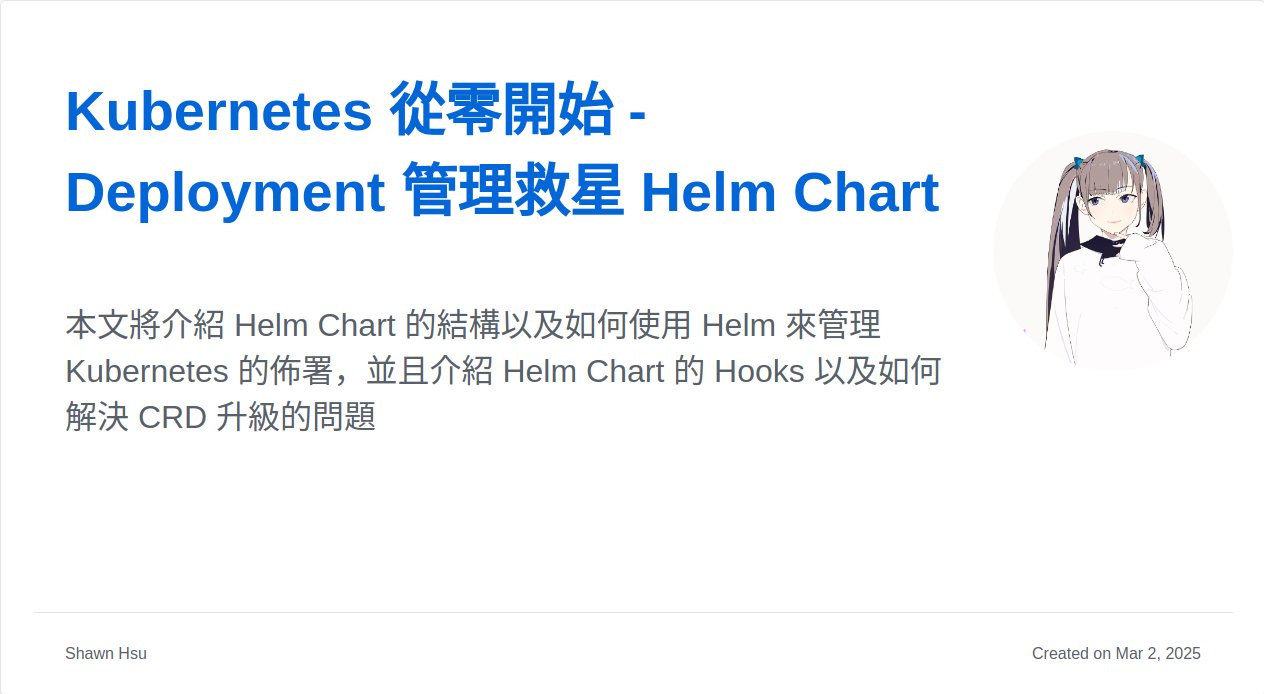 Kubernetes 從零開始 -
Deployment 管理救星 Helm Chart
本文將介紹 Helm Chart 的結構以及如何使用 Helm 來管理
Kubernetes 的佈署，並且介紹 Helm Chart 的 Hooks 以及如何
解決 CRD 升級的問題
Shawn Hsu
Created on Mar 2, 2025